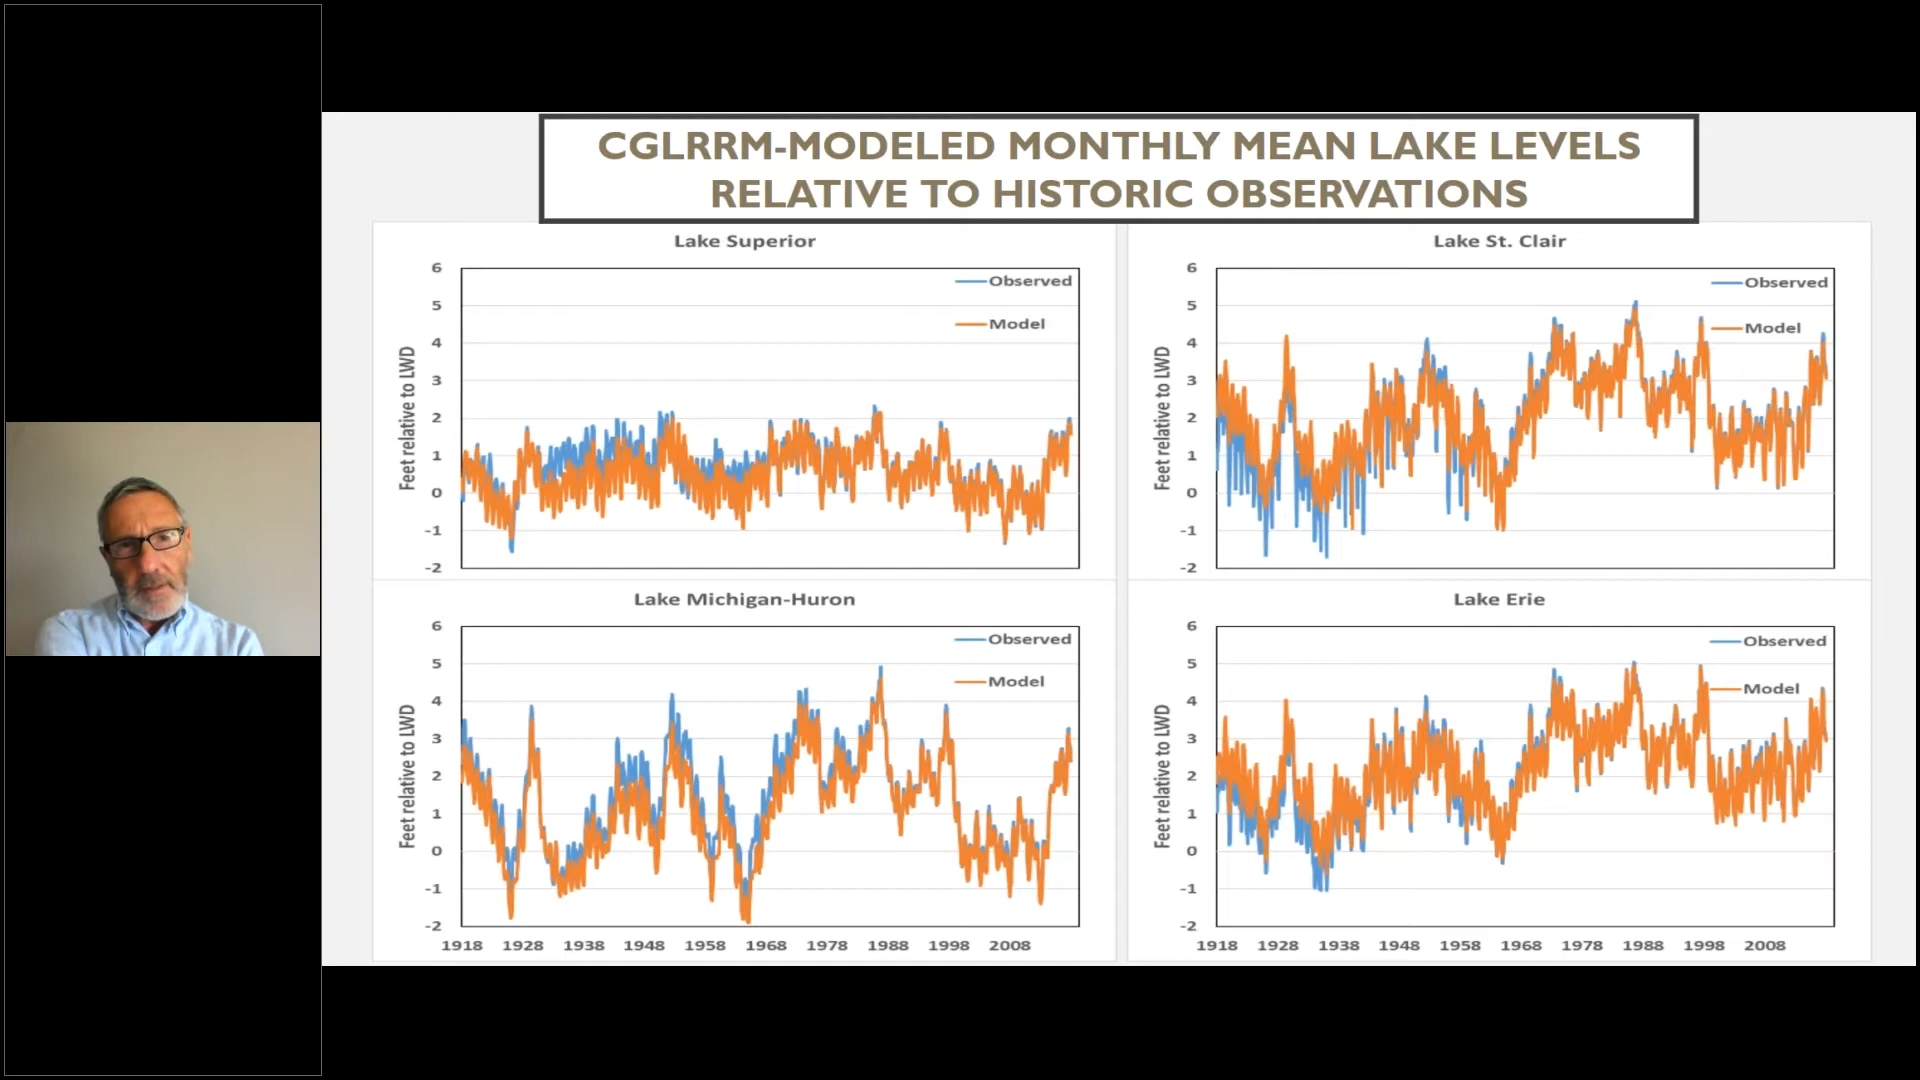 CGLRRM-MODELED MONTHLY MEAN LAKE LEVELS
RELATIVE TO HISTORIC OBSERVATIONS
Lake Superior
6
5
4
3
2
1
0
-1
-2
Feet relative to LWD
Observed
Model
Lake St. Clair
6
5
4
3
2
1
0
-1
-2
Feet relative to LWD
Observed
Model
Lake Michigan-Huron
6
5
4
3
2
1
0
-1
-2
Feet relative to LWD
Observed
Model
1918 1928 1938 1948 1958 1968 1978 1988 1998 2008
Lake Erie
6
5
4
3
2
1
0
-1
-2
Feet relative to LWD
Observed
Model
1918 1928 1938 1948 1958 1968 1978 1988 1998 2008